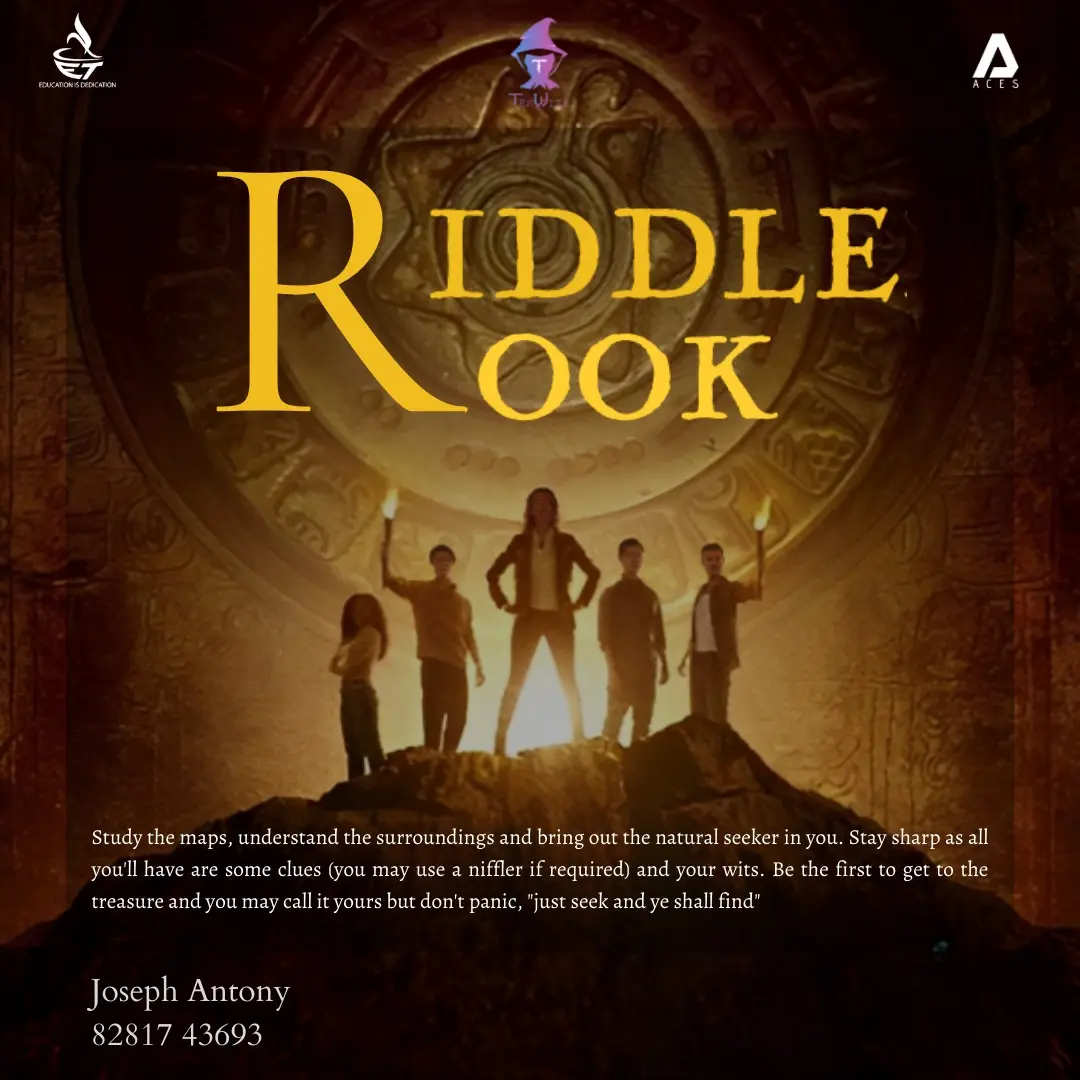 ET
EDUCATION IS DEDICATION
T
ACES
RIDDLE
ROOK
Study the maps, understand the surroundings and bring out the natural seeker in you. Stay sharp as all
you'll have are some clues (you may use a niffler if required) and your wits. Be the first to get to the
treasure and you may call it yours but don't panic, "just seek and ye shall find"
Joseph Antony
82817 43693